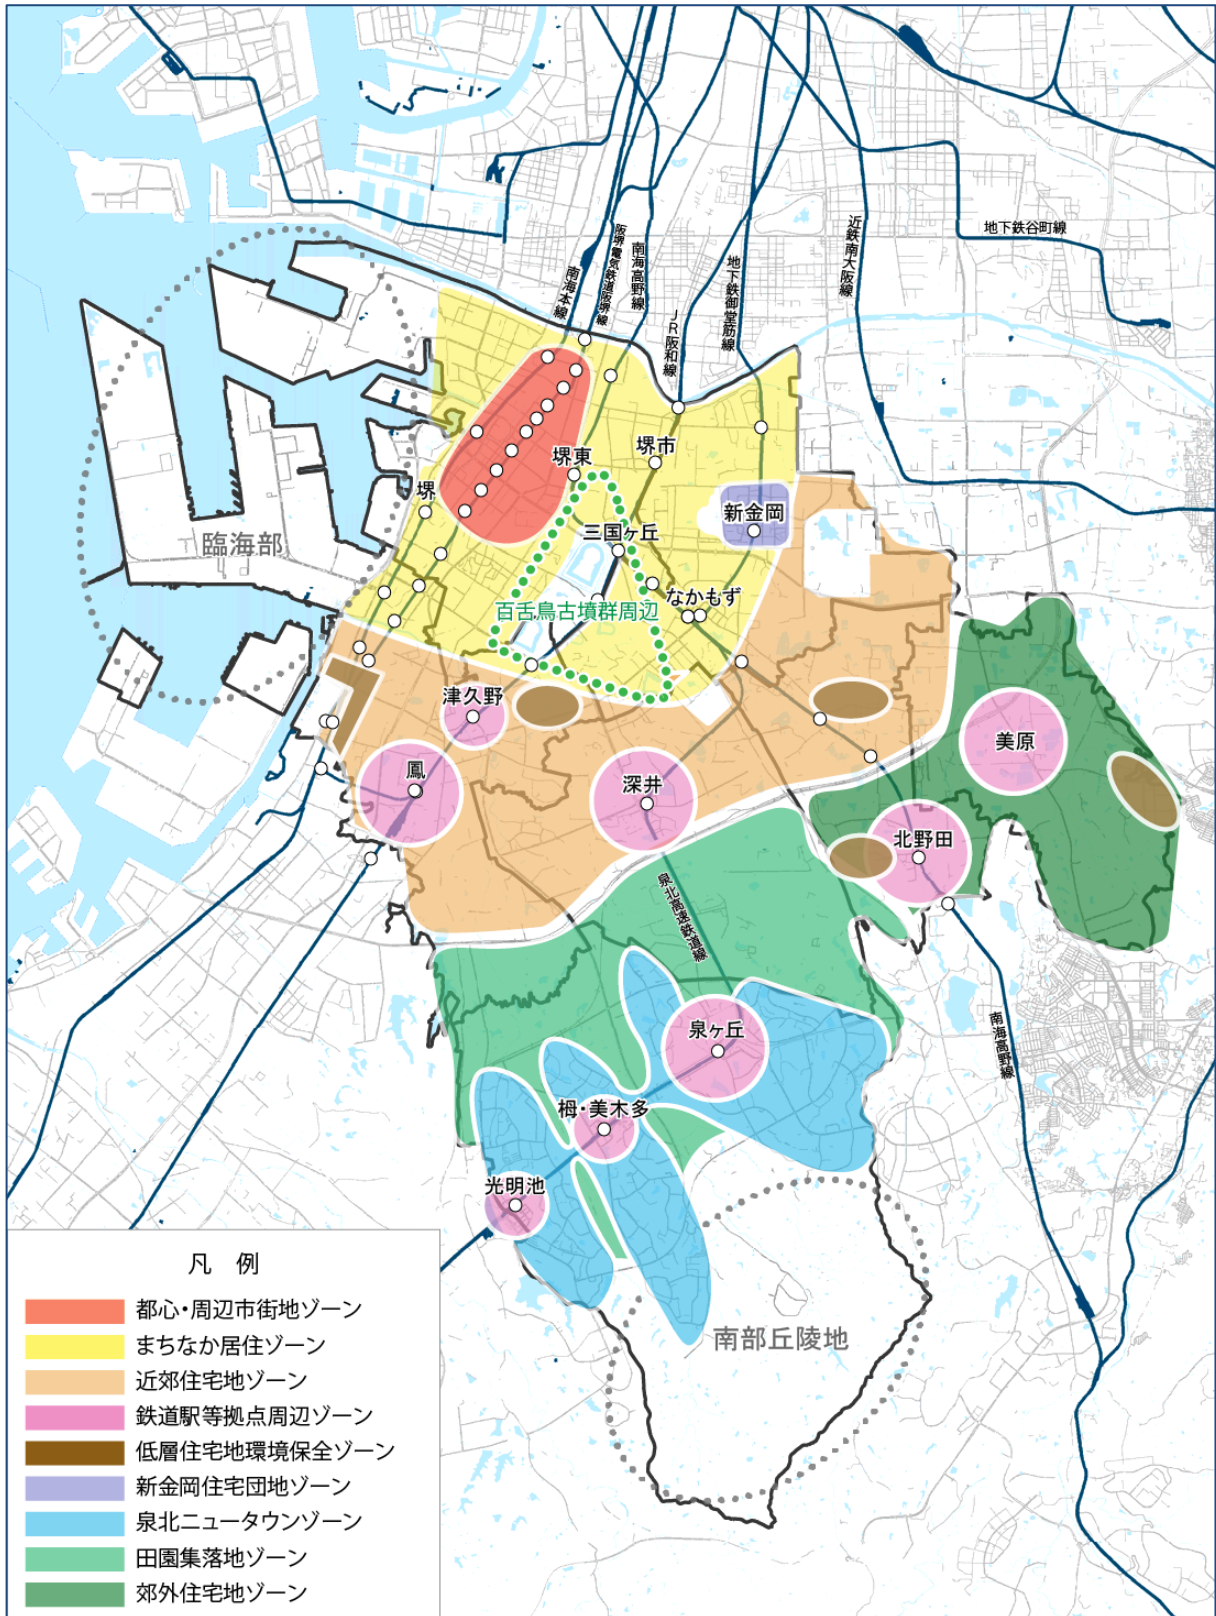 地下鉄谷町線
近鉄南大阪線
阪堺電気鉄道阪堺線
南海高野線
地下鉄御堂筋線
南海本線
JR阪和線
堺東
堺市
堺
新金岡
三国ヶ丘
臨海部
なかもず
百舌鳥古墳群周辺
津久野
美原
鳳
深井
北野田
泉北高速鉄道線
泉ヶ丘
南海高野線
栂・美木多
光明池
南部丘陵地
凡 例
都心・周辺市街地ゾーン
まちなか居住ゾーン
近郊住宅地ゾーン
鉄道駅等拠点周辺ゾーン
低層住宅地環境保全ゾーン
新金岡住宅団地ゾーン
泉北ニュータウンゾーン
田園集落地ゾーン
郊外住宅地ゾーン